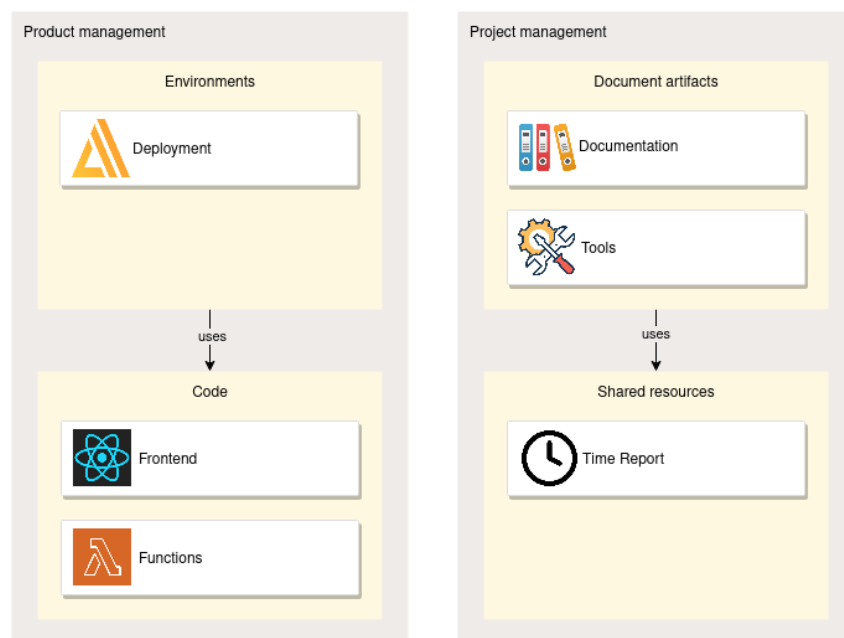 Product management
Environments
Deployment
uses
Code
Frontend
Functions
Project management
Document artifacts
Documentation
Tools
uses
Shared resources
Time Report